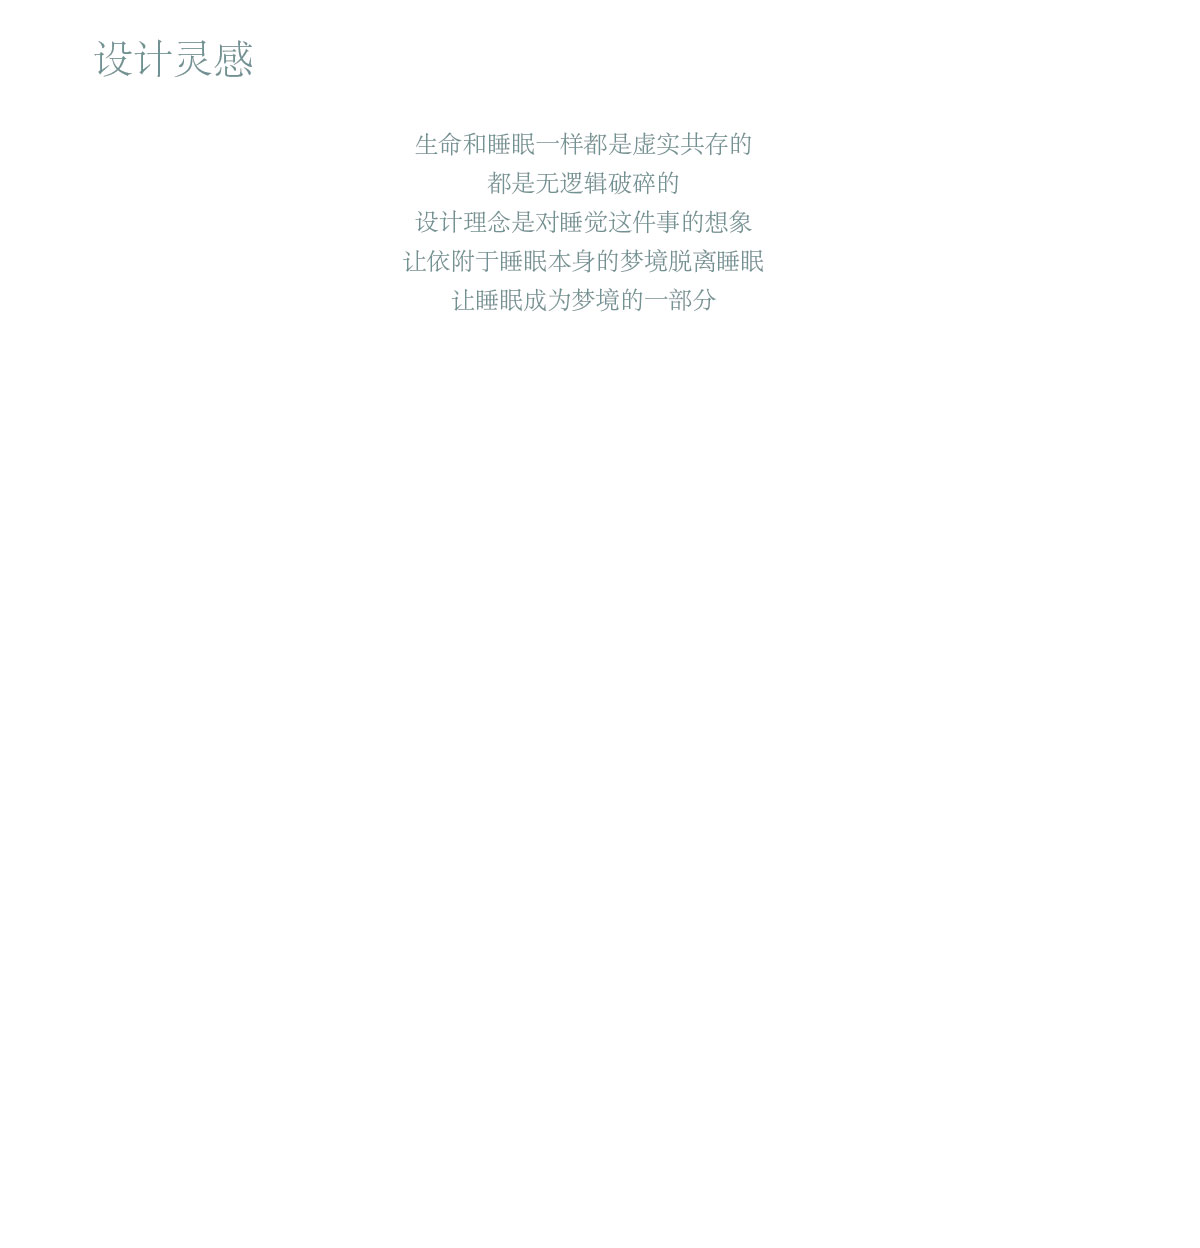 设计灵感
生命和睡眠一样都是虚实共存的
都是无逻辑破碎的
设计理念是对睡觉这件事的想象
让依附于睡眠本身的梦境脱离睡眠
让睡眠成为梦境的一部分